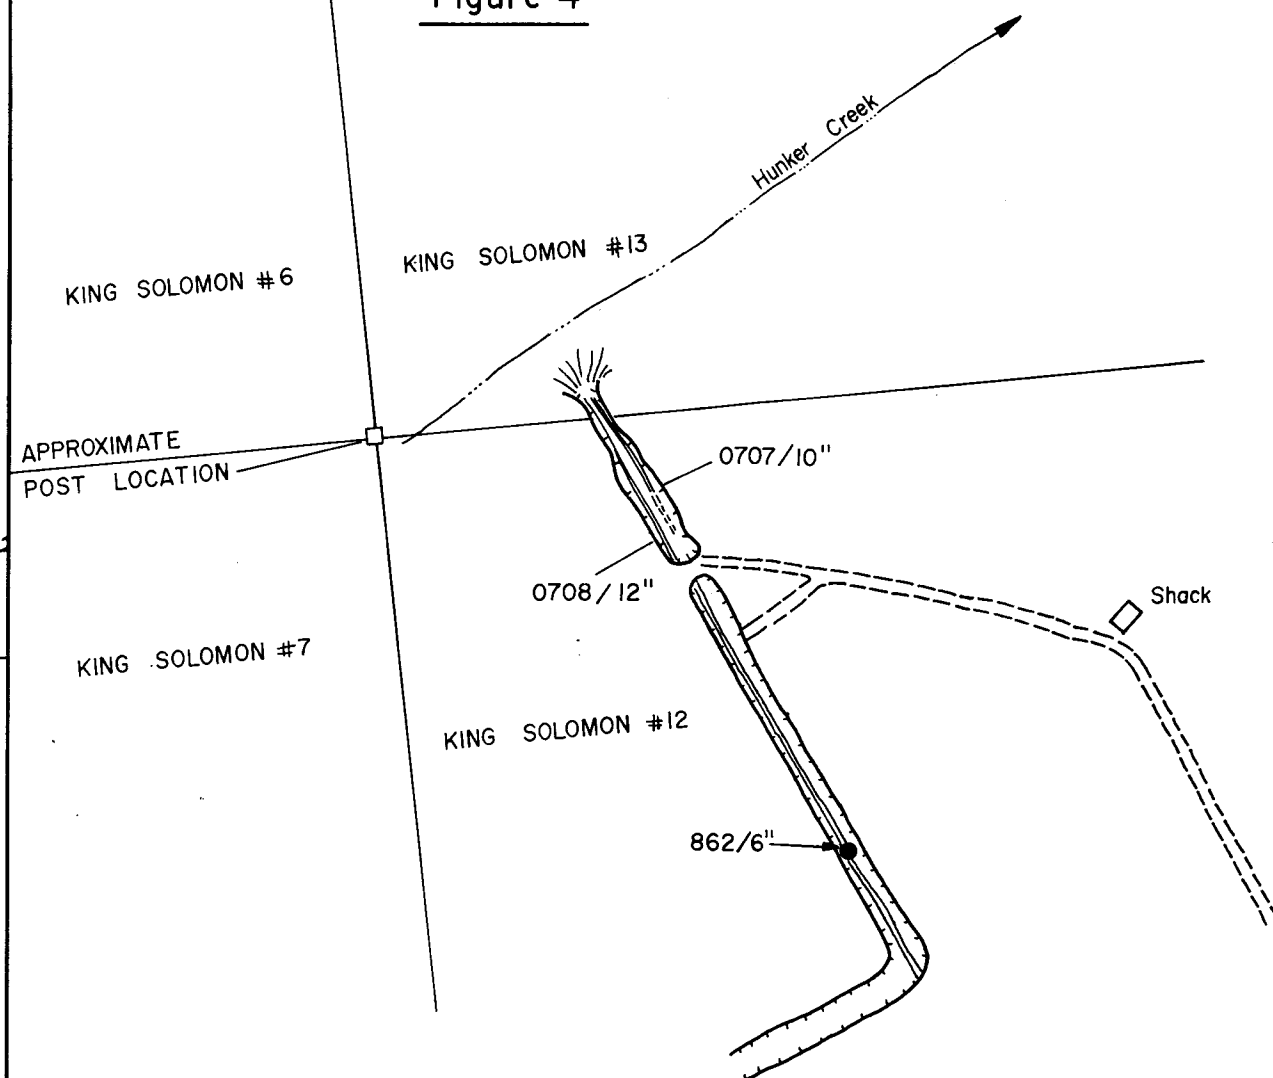 Figure 4
Hunker Creek
KING SOLOMON #13
KING SOLOMON #6
APPROXIMATE
POST LOCATION
0707/10"
0708/12"
Shack
KING SOLOMON #7
KING SOLOMON #12
862/6"